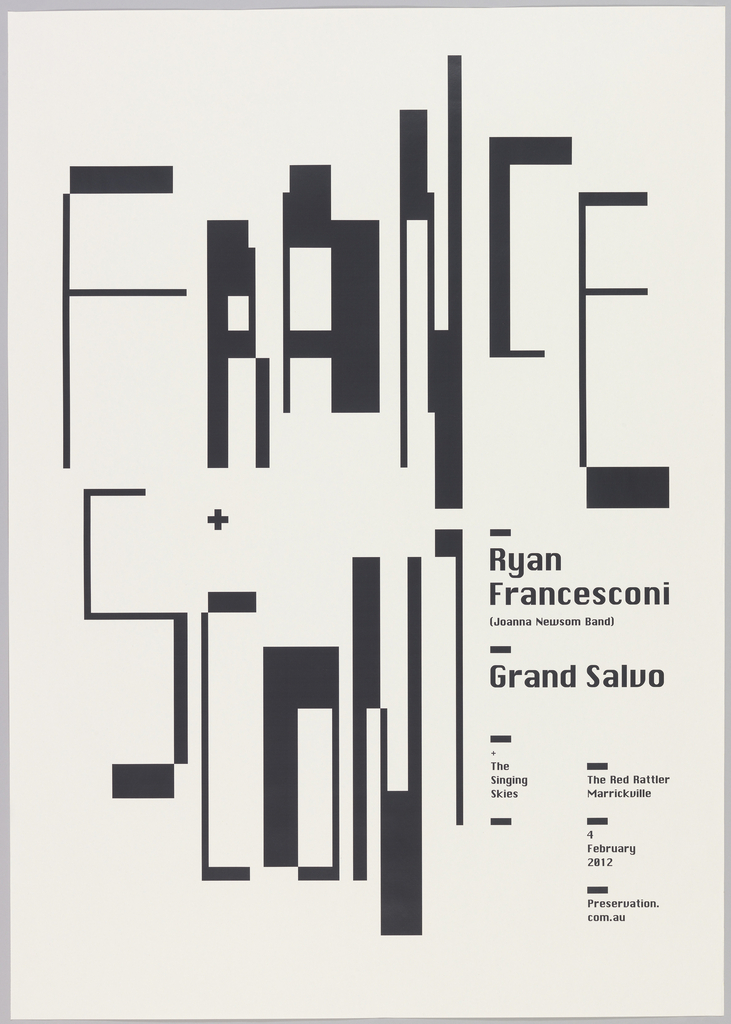 FRANCE
SCONI
+
Ryan
Francesconi
(Joanna Newsom Band)
Grand Salvo
+
The
Singing
Skies
The Red Rattler
Marrickville
4
February
2012
Preservation.
com.au